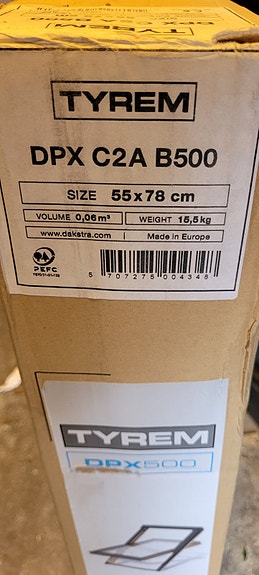 TYREM
DPX C2A B500
SIZE 55x78 cm
VOLUME 0,06m³ WEIGHT 15,5kg
www.dakstra.com Made in Europe
PEFC
5 707275 004348
TYREM
DPX500